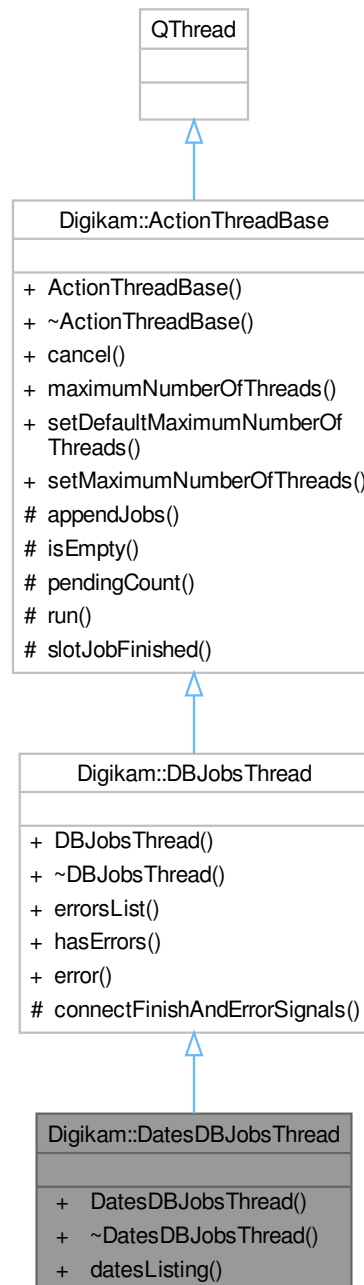 QThread
Digikam::ActionThreadBase
+ ActionThreadBase()
+ ~ActionThreadBase()
+ cancel()
+ maximumNumberOfThreads()
+ setDefaultMaximumNumberOf
Threads()
+ setMaximumNumberOfThreads()
# appendJobs()
# isEmpty()
# pendingCount()
# run()
# slotJobFinished()
Digikam::DBJobsThread
+ DBJobsThread()
+ ~DBJobsThread()
+ errorsList()
+ hasErrors()
+ error()
# connectFinishAndErrorSignals()
Digikam::DatesDBJobsThread
+ DatesDBJobsThread()
+ ~DatesDBJobsThread()
+ datesListing()